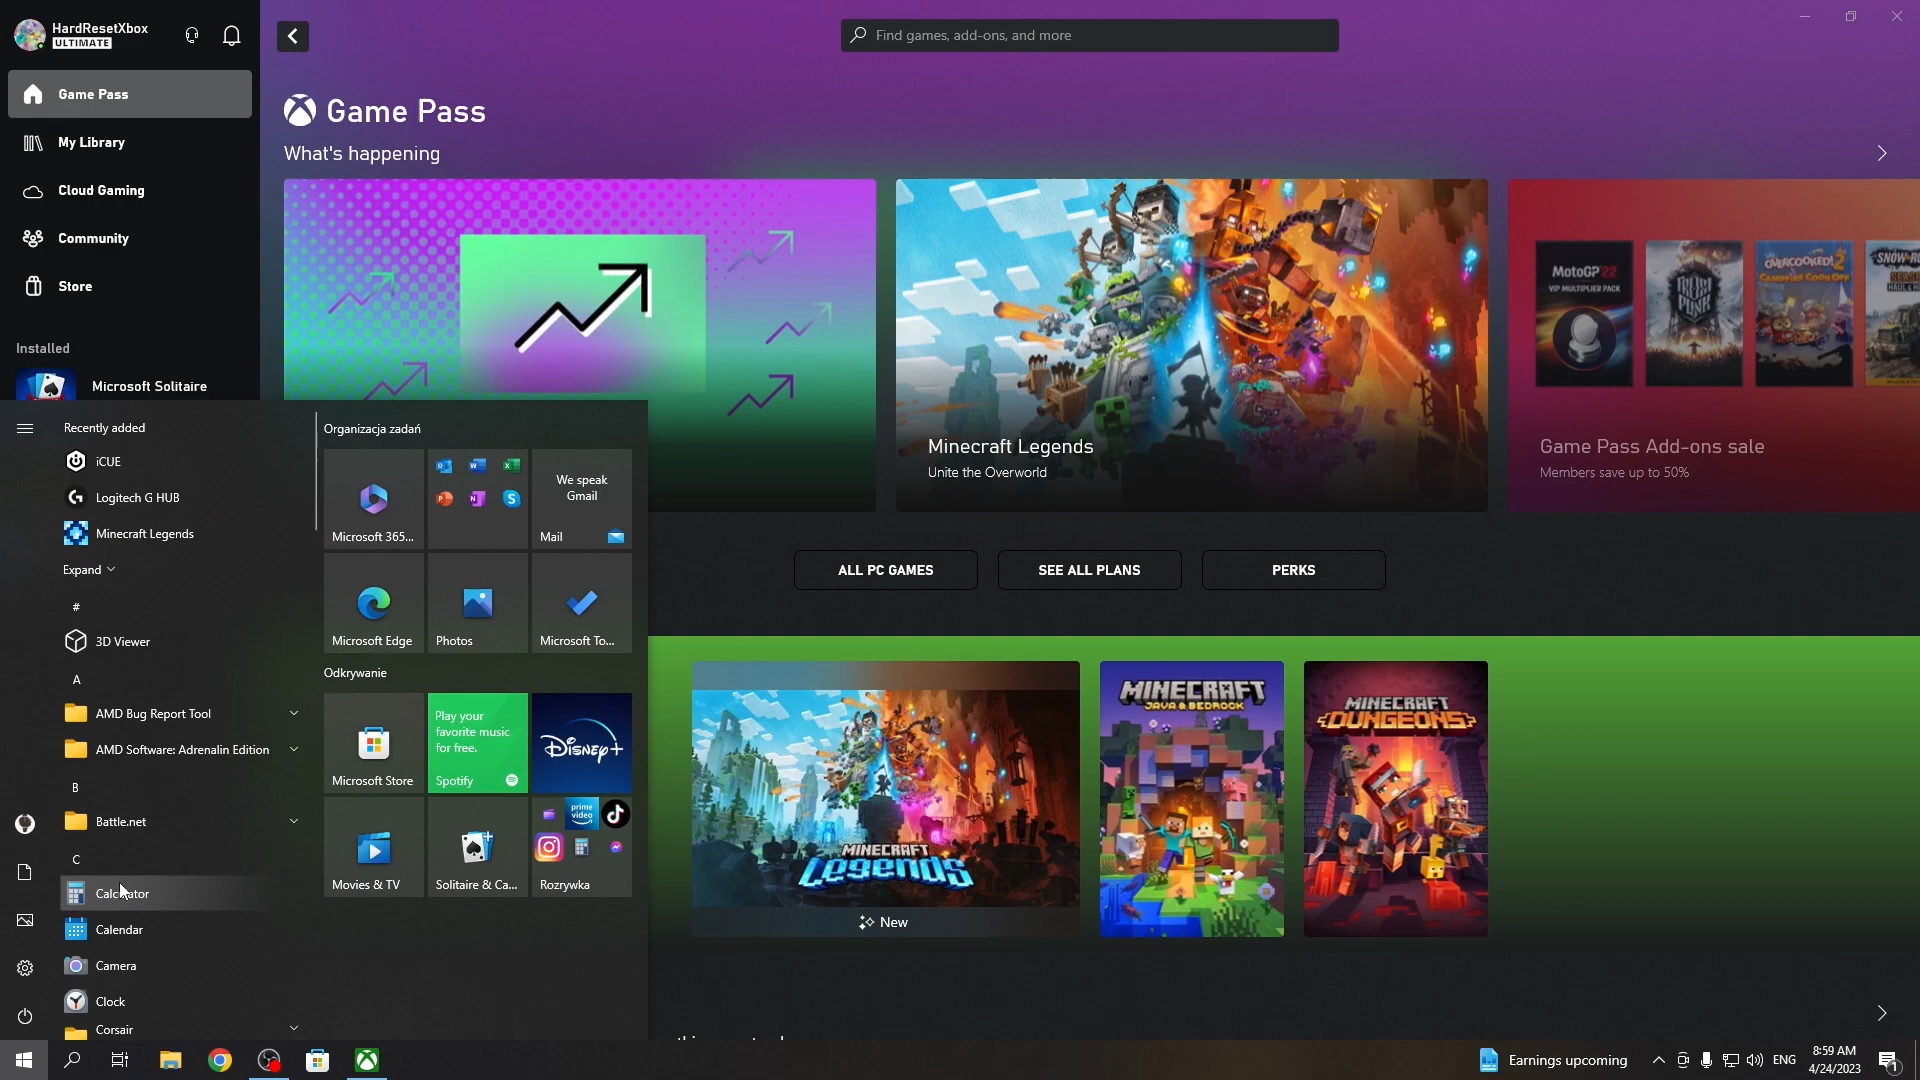 HardResetXbox
ULTIMATE
Game Pass
My Library
Cloud Gaming
Community
Store
Installed
Microsoft Solitaire
Find games, add-ons, and more
Game Pass
What's happening
Minecraft Legends
Unite the Overworld
MotoGP'22
VIP MULTIPLIER PACK
FROST
PUNK
OVERCOOKED! 2
CAMPFIRE COOK OFF
Game Pass Add-ons sale
Members save up to 50%
ALL PC GAMES
SEE ALL PLANS
PERKS
MINECRAFT
LEGENDS
New
MINECRAFT
JAVA & BEDROCK
MINECRAFT
DUNGEONS
Recently added
iCUE
Logitech G HUB
Minecraft Legends
Expand
#
3D Viewer
A
AMD Bug Report Tool
AMD Software: Adrenalin Edition
B
Battle.net
C
Calculator
Calendar
Camera
Clock
Corsair
Organizacja zadań
Microsoft 365...
We speak
Gmail
Mail
Microsoft Edge
Photos
Microsoft To...
Odkrywanie
Microsoft Store
Play your
favorite music
for free.
Spotify
Disney+
Movies & TV
Solitaire & Ca...
prime
video
Rozrywka
Earnings upcoming
ENG
8:59 AM
4/24/2023
1